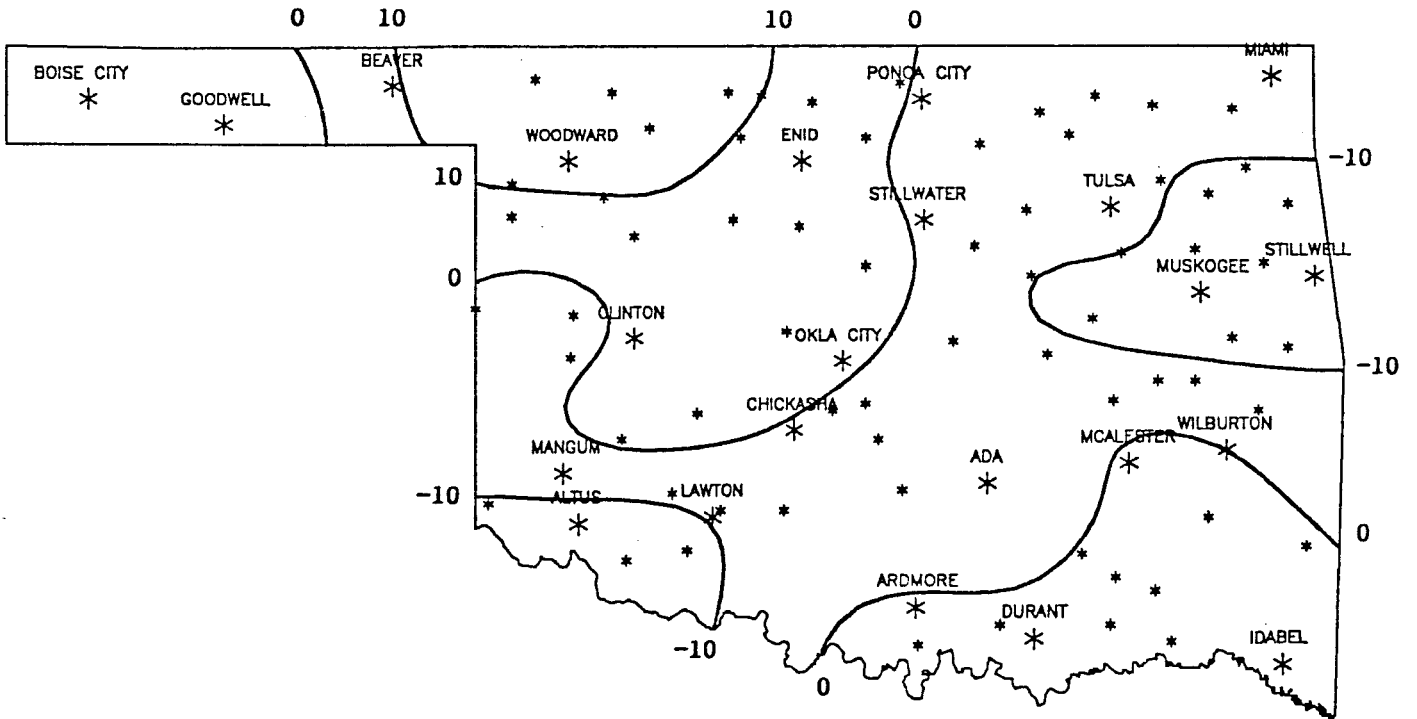 0 10 10 0
MIAMI
BEAVER
BOISE CITY
PONCA CITY
GOODWELL
WOODWARD
ENID
-10
10
TULSA
STILLWATER
STILLWELL
0
MUSKOGEE
CLINTON
OKLA CITY
-10
CHICKASHA
WILBURTON
MCALESTER
MANGUM
ADA
-10
ALTUS
LAWTON
0
ARDMORE
DURANT
IDABEL
-10
0